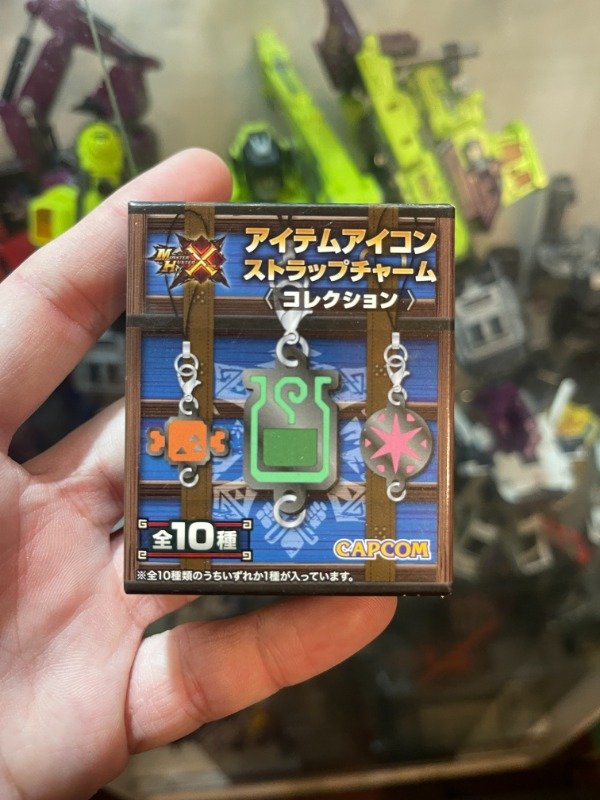 MONSTER HUNTER X
アイテムアイコン
ストラップチャーム
〈コレクション〉
全10種
CAPCOM
※全10種類のうちいずれか1種が入っています。